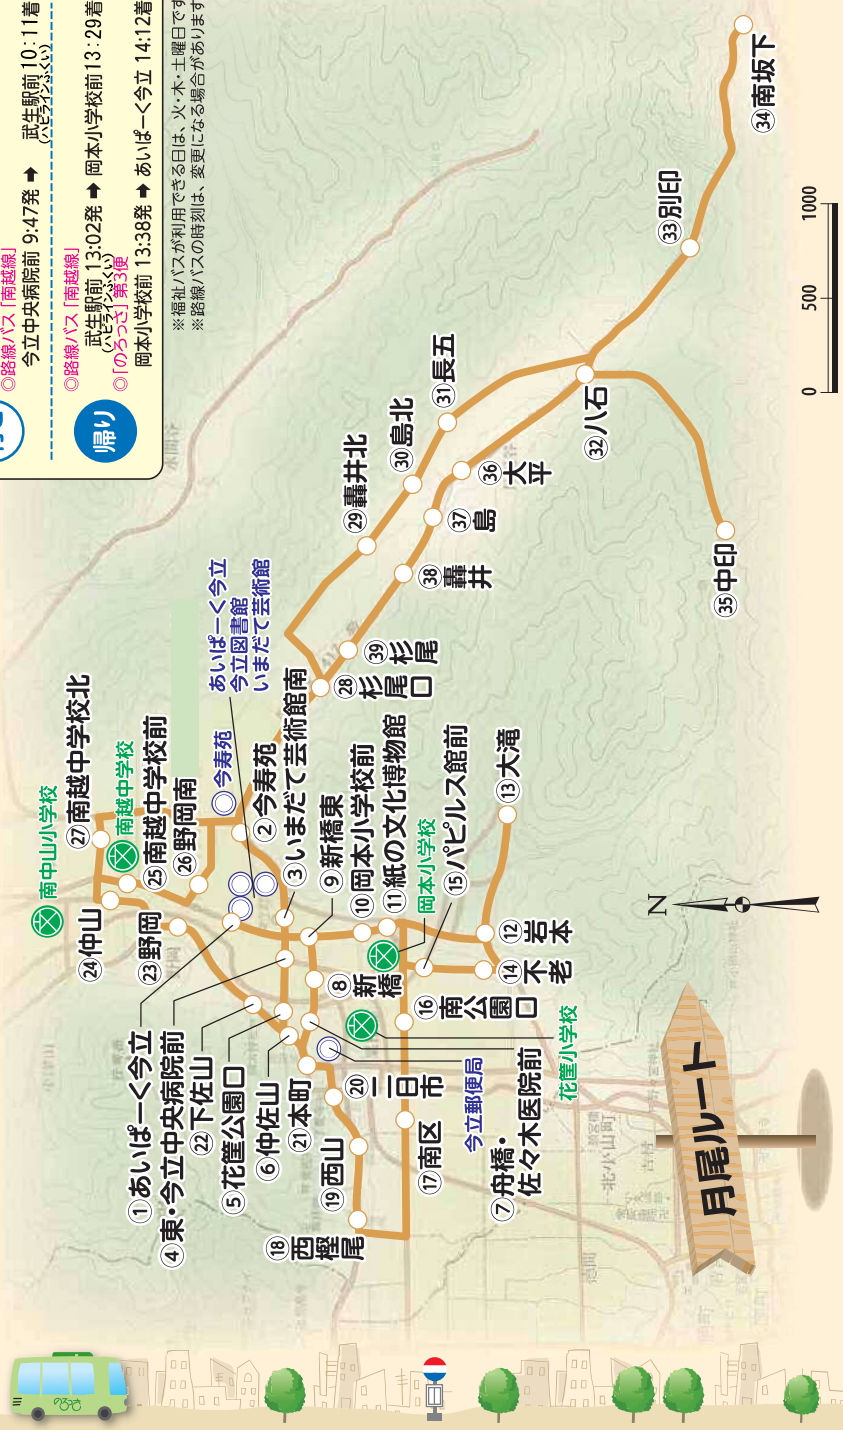 ◎路線バス「南越線」
今立中央病院前 9:47発 ➡ 武生駅前 10:11着
(ハピラインふくい)
帰り
◎路線バス「南越線」
武生駅前 13:02発 ➡ 岡本小学校前 13:29着
(ハピラインふくい)
◎「のろっさ」第3便
岡本小学校前 13:38発 ➡ あいぱーく今立 14:12着
※福祉バスが利用できる日は、火・木・土曜日です
※路線バスの時刻は、変更になる場合があります
南中山小学校
㉗南越中学校北
南越中学校
㉔仲山
㉕南越中学校前
㉓野岡
㉖野岡南
今寿苑
あいぱーく今立
今立図書館
いまだて芸術館
②今寿苑
③いまだて芸術館南
①あいぱーく今立
④東・今立中央病院前
㉒下佐山
⑤花筐公園口
⑥仲佐山
㉑本町
⑲西山
⑱西樫尾
⑨新橋東
⑩岡本小学校前
⑪紙の文化博物館
⑧新橋
岡本小学校
⑮パピルス館前
⑬大滝
⑫岩本
⑭不老
⑯南公園口
花筐小学校
⑳二日市
⑰南区
今立郵便局
⑦舟橋・
佐々木医院前
㉘杉尾口
㊴杉尾
㉙轟井北
㊳轟井
㉚島北
㊲島
㉛長五
㊱大平
㉜八石
㉝別印
㉞南坂下
㉟中印
N
0 500 1000
月尾ルート
のろっさ